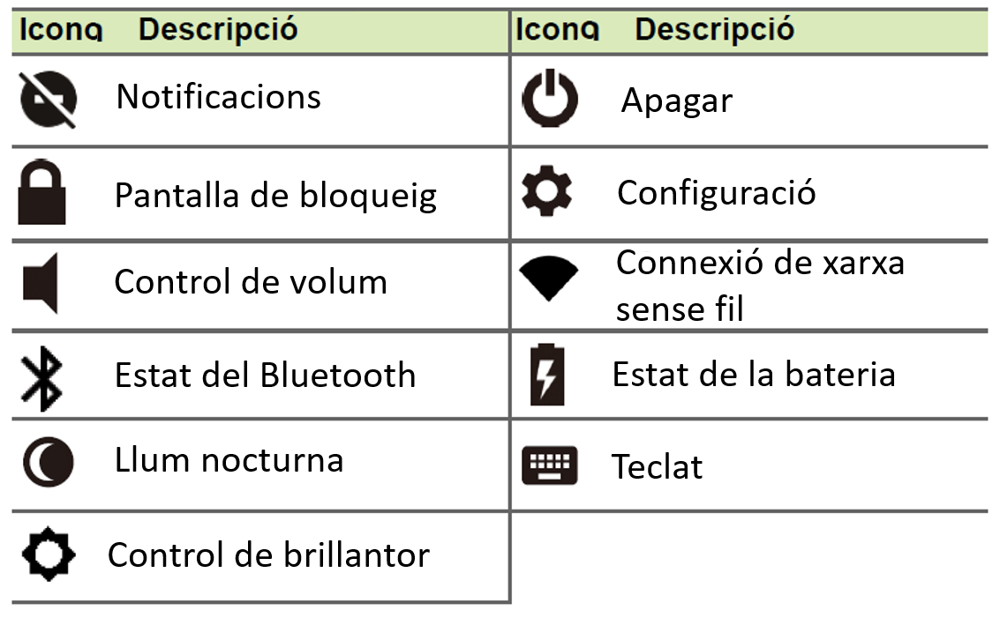 Icona Descripció Icona Descripció
Notificacions Apagar
Pantalla de bloqueig Configuració
Control de volum Connexió de xarxa
sense fil
Estat del Bluetooth Estat de la bateria
Llum nocturna Teclat
Control de brillantor